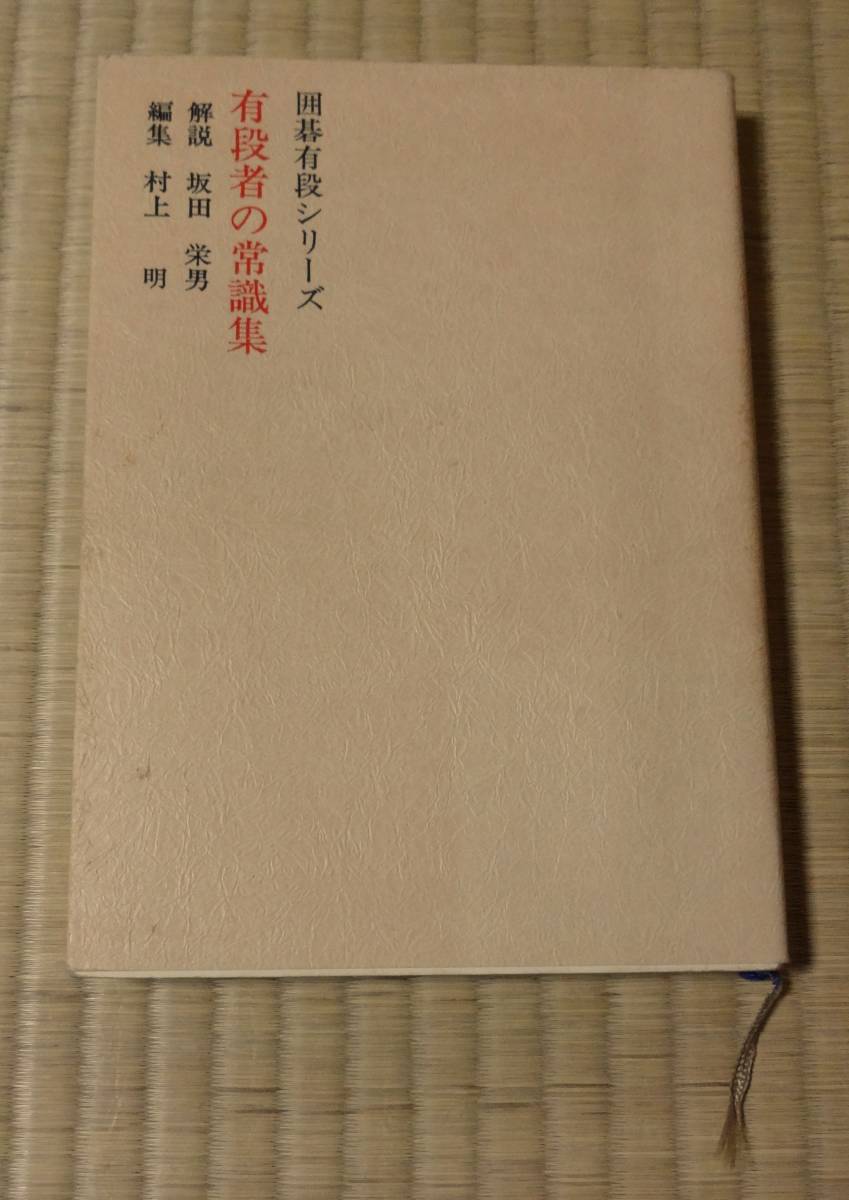 囲碁有段シリーズ
有段者の常識集
解説 坂田 栄男
編集 村上 明